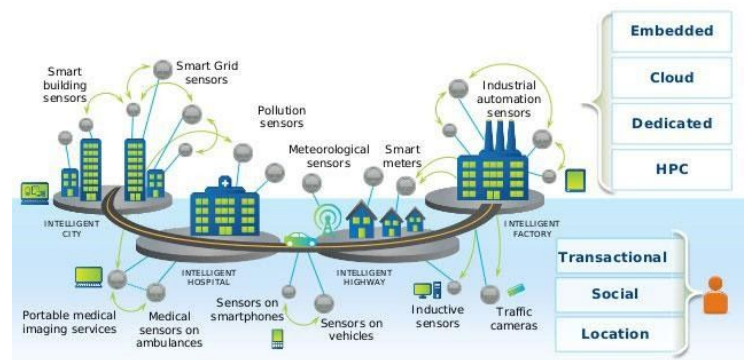 Smart
building
sensors
Smart Grid
sensors
Pollution
sensors
Meteorological
sensors
Smart
meters
Industrial
automation
sensors
INTELLIGENT
CITY
INTELLIGENT
HOSPITAL
INTELLIGENT
HIGHWAY
INTELLIGENT
FACTORY
Portable medical
imaging services
Medical
sensors on
ambulances
Sensors on
smartphones
Sensors on
vehicles
Inductive
sensors
Traffic
cameras
Embedded
Cloud
Dedicated
HPC
Transactional
Social
Location